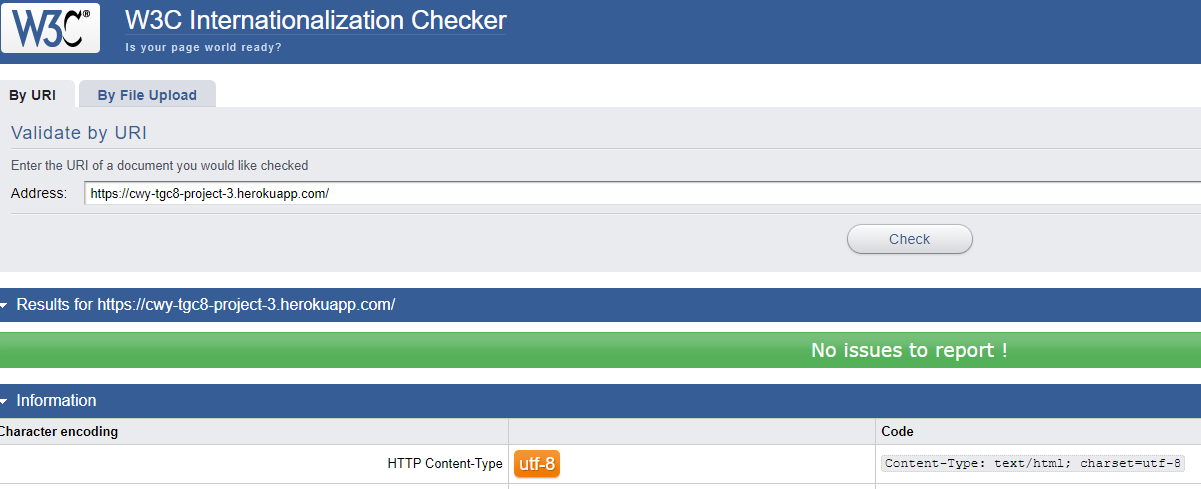 W3C®
W3C Internationalization Checker
Is your page world ready?
By URI
By File Upload
Validate by URI
Enter the URI of a document you would like checked
Address:
https://cwy-tgc8-project-3.herokuapp.com/
Check
Results for https://cwy-tgc8-project-3.herokuapp.com/
No issues to report !
Information
Character encoding
Code
HTTP Content-Type
utf-8
Content-Type: text/html; charset=utf-8